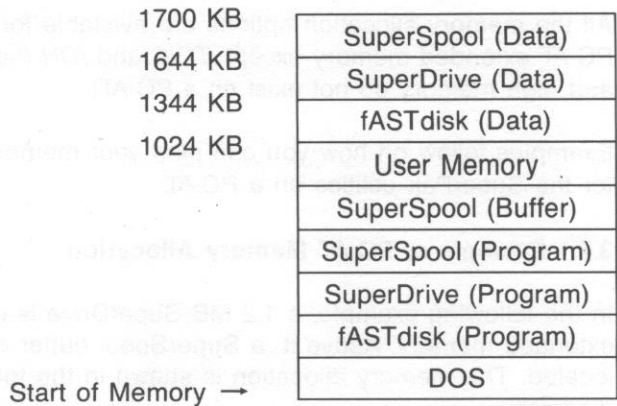 1700 KB
SuperSpool (Data)
1644 KB
SuperDrive (Data)
1344 KB
fASTdisk (Data)
1024 KB
User Memory
SuperSpool (Buffer)
SuperSpool (Program)
SuperDrive (Program)
fASTdisk (Program)
DOS
Start of Memory →